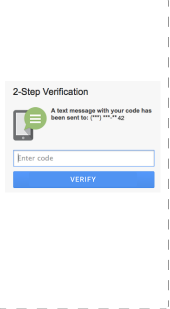 2-Step Verification
A text message with your code has
been sent to: (***) ***-** 42
Enter code
VERIFY